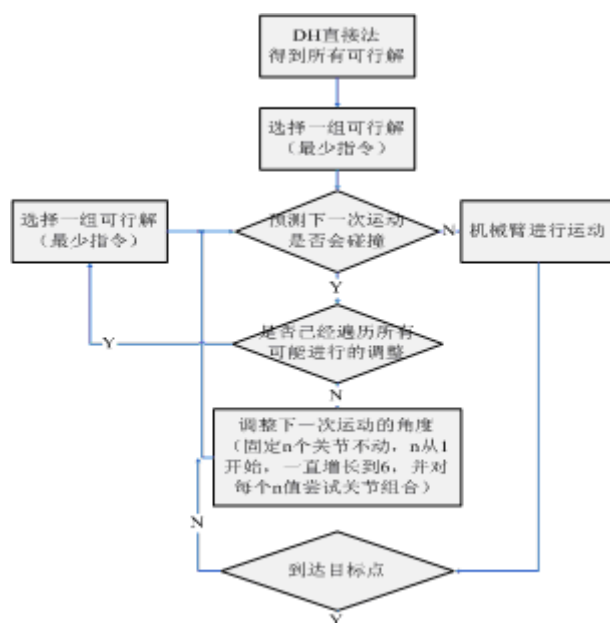 DH直接法
得到所有可行解
选择一组可行解
（最少指令）
选择一组可行解
（最少指令）
预测下一次运动
是否会碰撞
N
机械臂进行运动
Y
是否已经遍历所有
可能进行的调整
Y
N
调整下一次运动的角度
（固定n个关节不动，n从1
开始，一直增长到6，并对
每个n值尝试关节组合）
N
到达目标点
Y